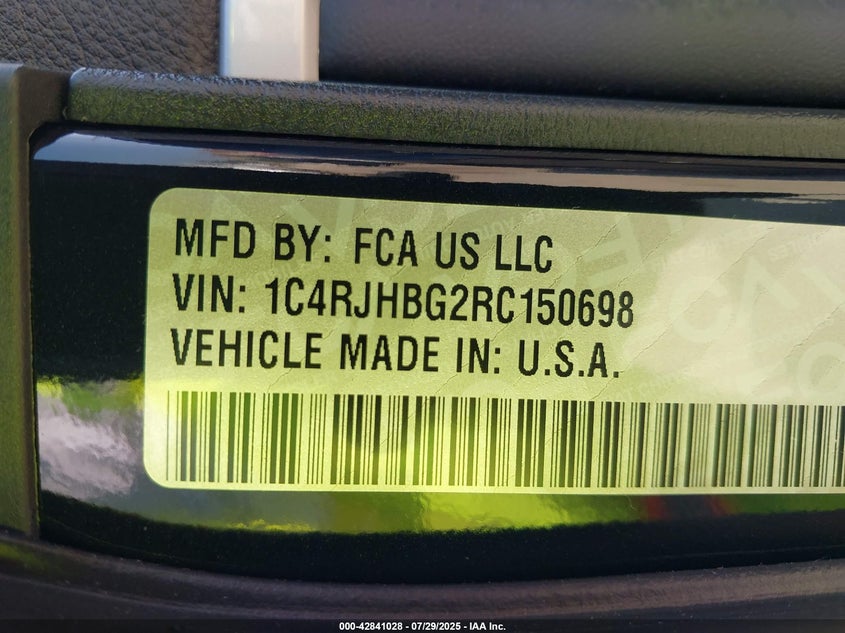 MFD BY: FCA US LLC
VIN: 1C4RJHBG2RC150698
VEHICLE MADE IN: U.S.A.
000-42841028 - 07/29/2025 - IAA Inc.